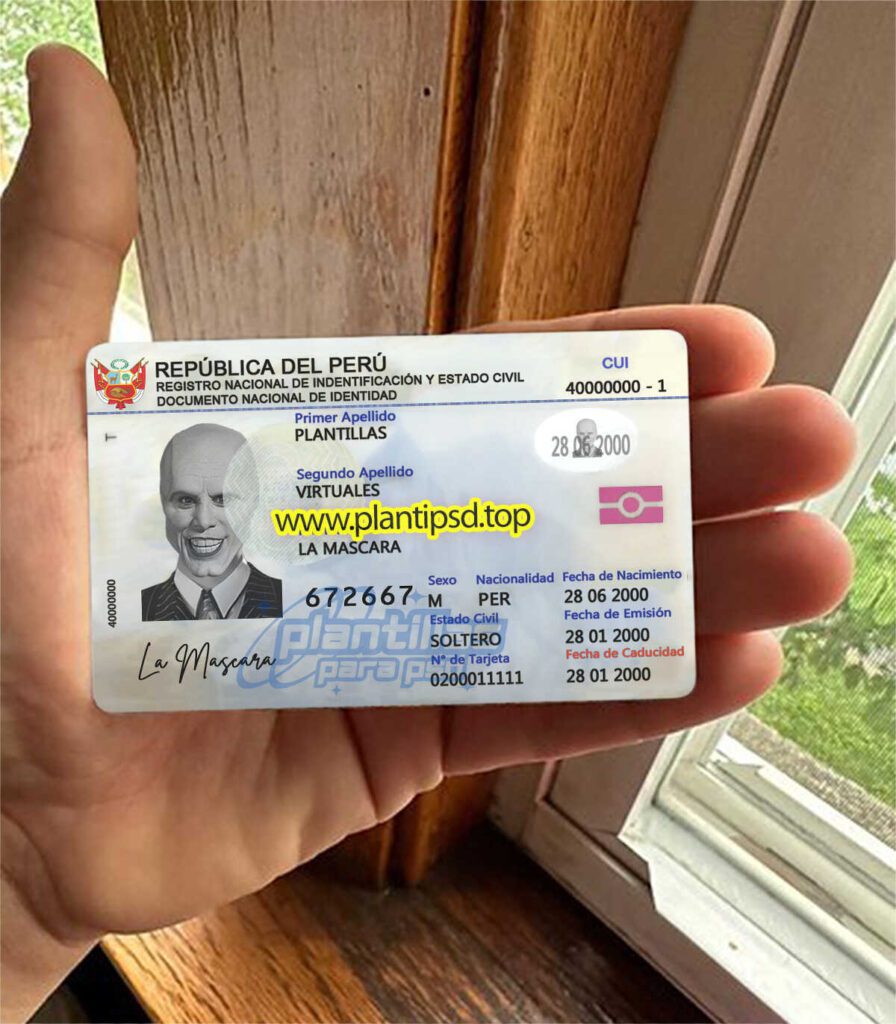 REPÚBLICA DEL PERÚ
REGISTRO NACIONAL DE INDENTIFICACIÓN Y ESTADO CIVIL
DOCUMENTO NACIONAL DE IDENTIDAD
CUI
40000000 - 1
T
Primer Apellido
PLANTILLAS
28 06 2000
Segundo Apellido
VIRTUALES
www.plantipsd.top
LA MASCARA
40000000
672667
Sexo Nacionalidad Fecha de Nacimiento
M PER 28 06 2000
Estado Civil Fecha de Emisión
SOLTERO 28 01 2000
N° de Tarjeta Fecha de Caducidad
0200011111 28 01 2000
La Mascara
plantillas
para